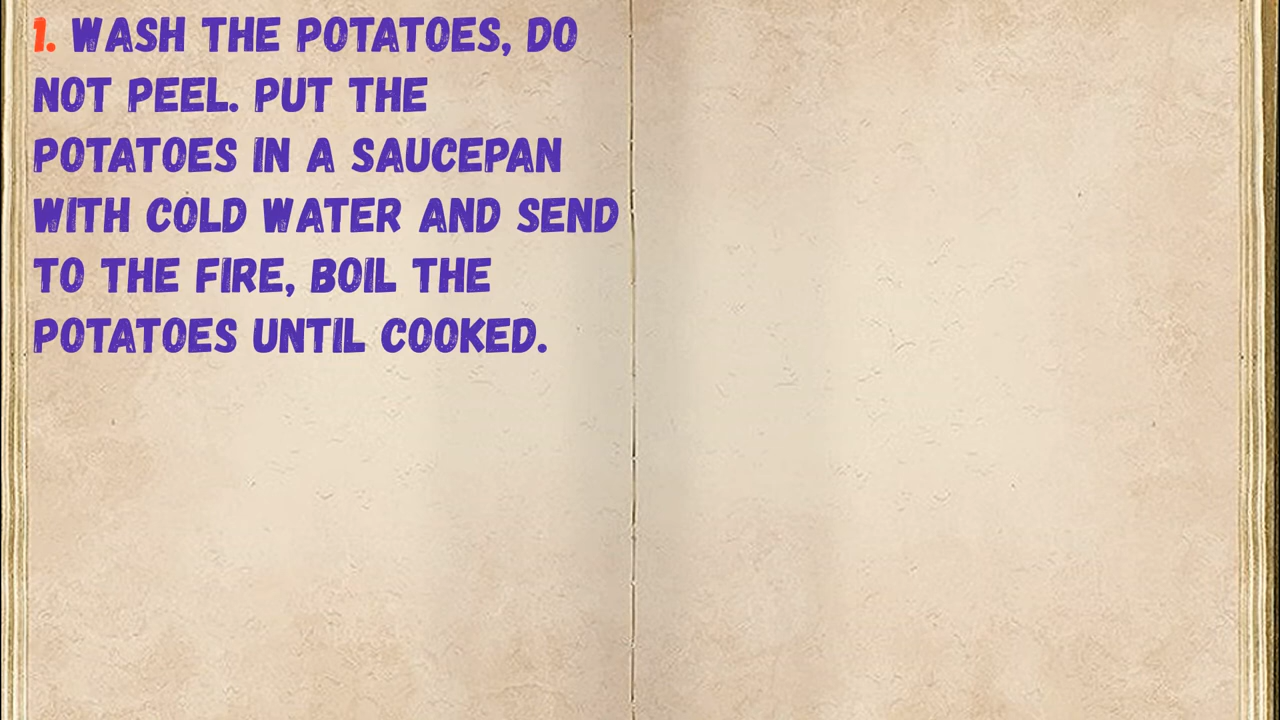 1. WASH THE POTATOES, DO
NOT PEEL. PUT THE
POTATOES IN A SAUCEPAN
WITH COLD WATER AND SEND
TO THE FIRE, BOIL THE
POTATOES UNTIL COOKED.